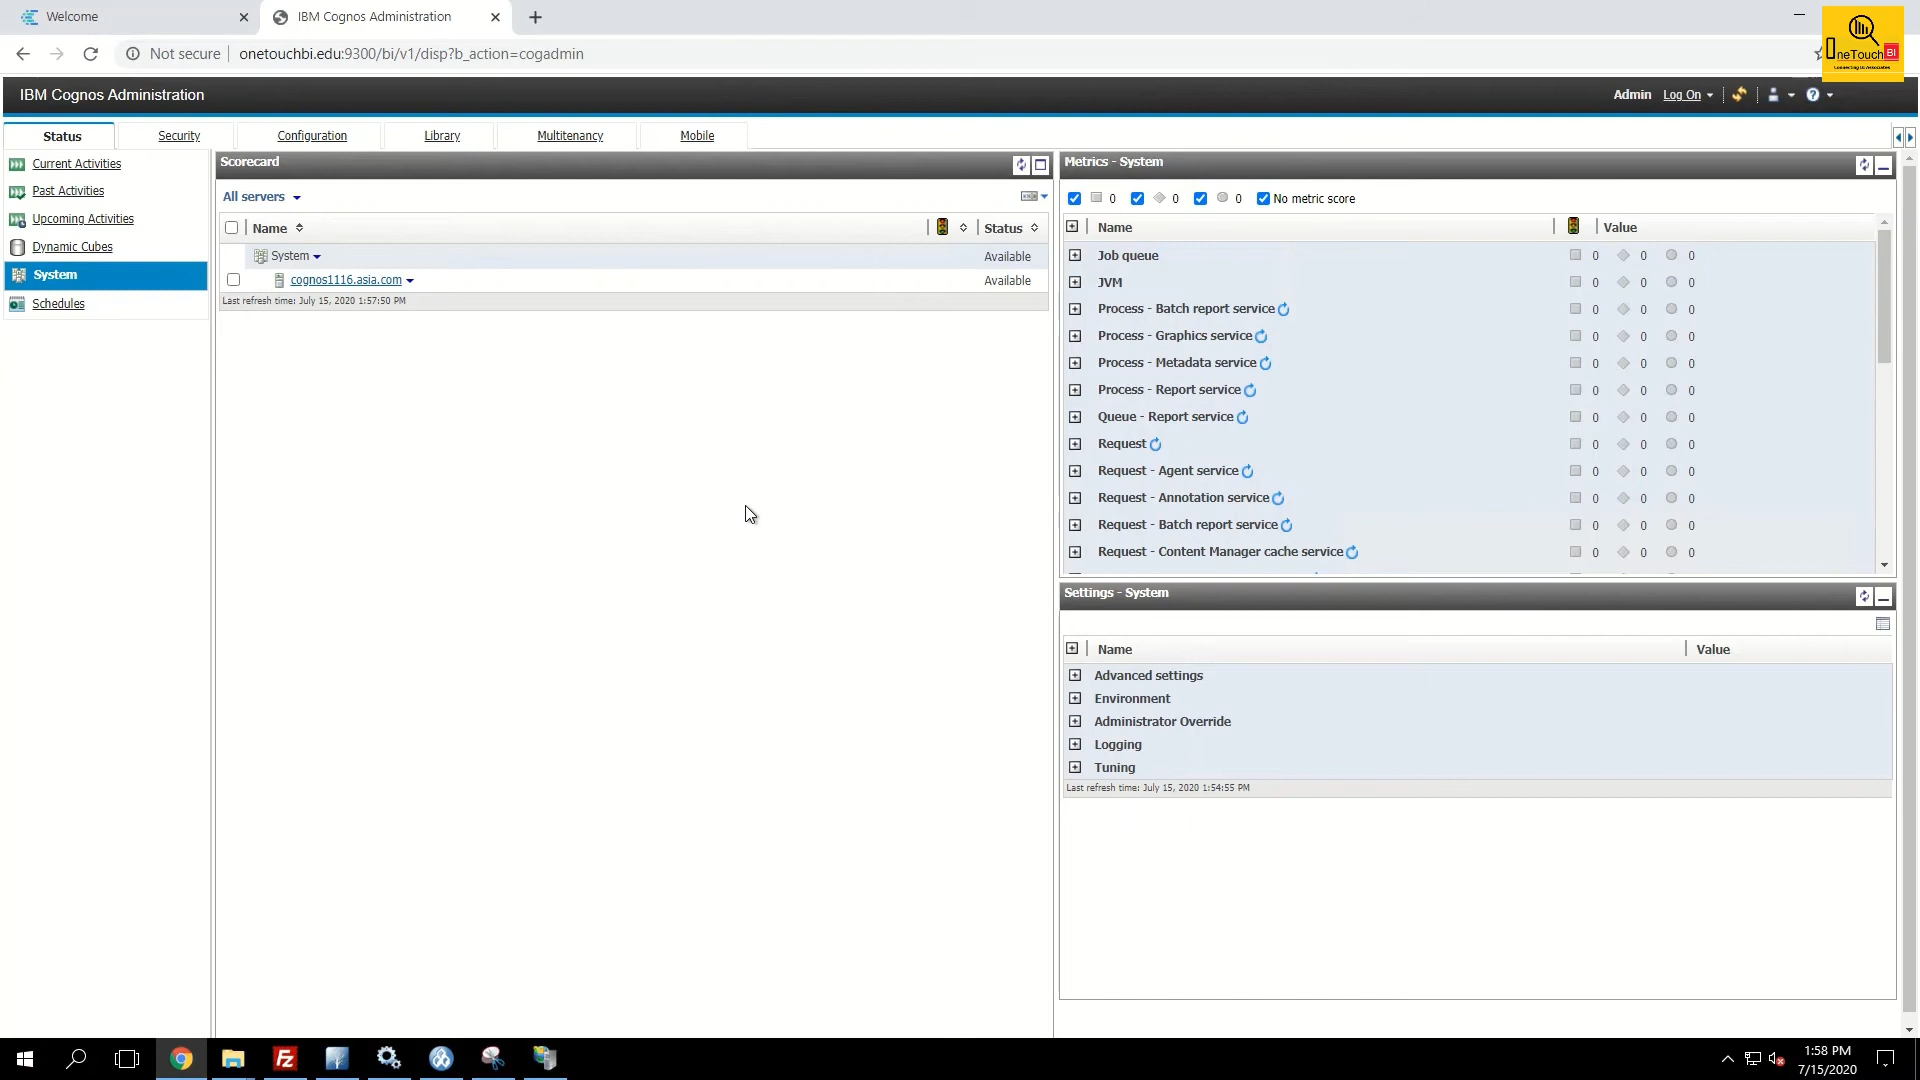 Welcome
IBM Cognos Administration
Not secure
onetouchbi.edu:9300/bi/v1/disp?b_action=cogadmin
OneTouch BI
Connecting BI Associates
IBM Cognos Administration
Admin Log On
Status
Security
Configuration
Library
Multitenancy
Mobile
Current Activities
Past Activities
Upcoming Activities
Dynamic Cubes
System
Schedules
Scorecard
All servers
Name Status
System Available
cognos1116.asia.com Available
Last refresh time: July 15, 2020 1:57:50 PM
Metrics - System
0 0 0 No metric score
Name Value
Job queue 0 0 0
JVM 0 0 0
Process - Batch report service 0 0 0
Process - Graphics service 0 0 0
Process - Metadata service 0 0 0
Process - Report service 0 0 0
Queue - Report service 0 0 0
Request 0 0 0
Request - Agent service 0 0 0
Request - Annotation service 0 0 0
Request - Batch report service 0 0 0
Request - Content Manager cache service 0 0 0
Settings - System
Name Value
Advanced settings
Environment
Administrator Override
Logging
Tuning
Last refresh time: July 15, 2020 1:54:55 PM
Fz
1:58 PM
7/15/2020